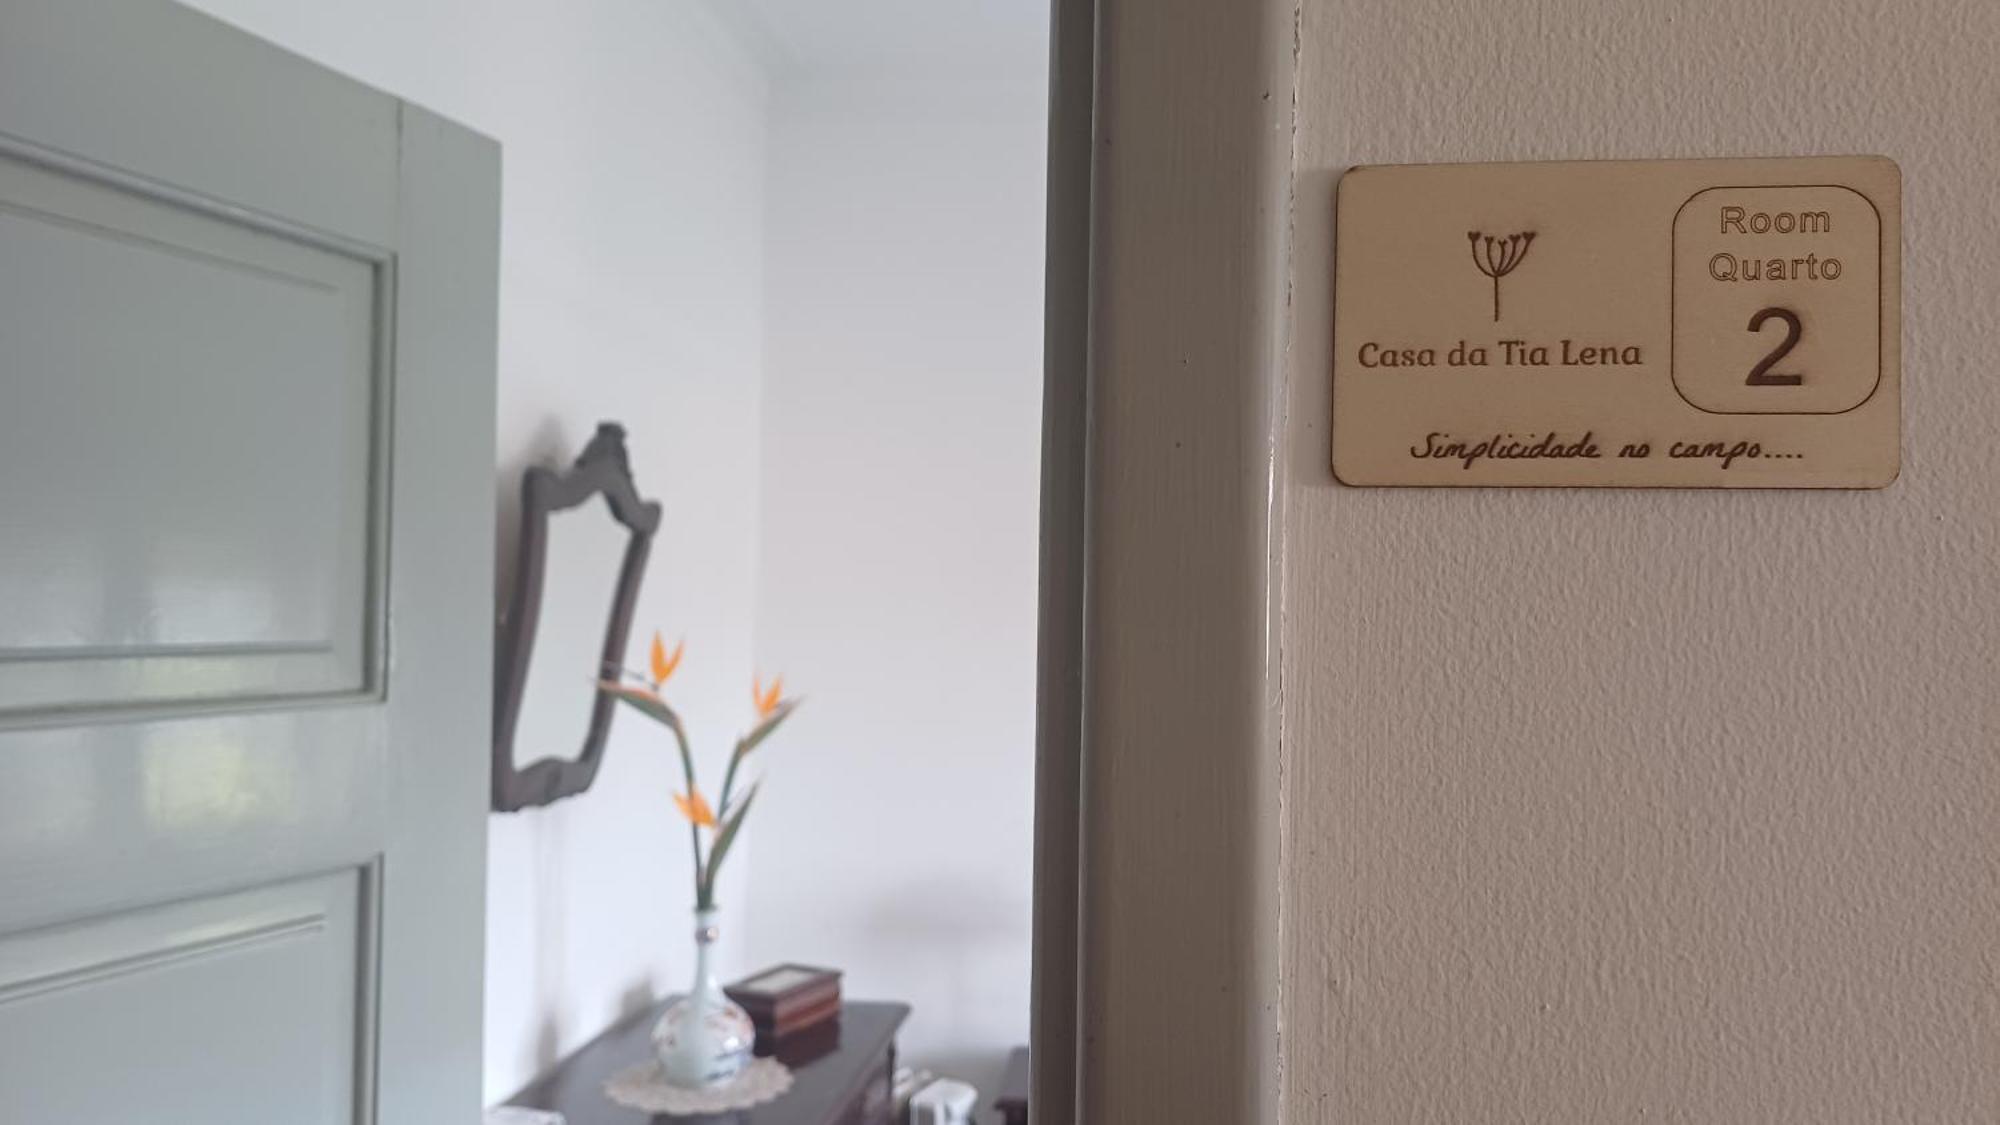 Casa da Tia Lena
Room
Quarto
2
Simplicidade no campo....